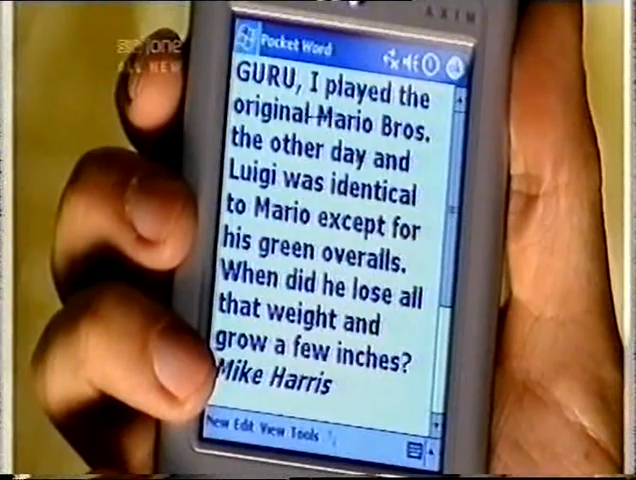 AXIM
Pocket Word
ALL NEW
GURU, I played the
original Mario Bros.
the other day and
Luigi was identical
to Mario except for
his green overalls.
When did he lose all
that weight and
grow a few inches?
Mike Harris
New Edit View Tools